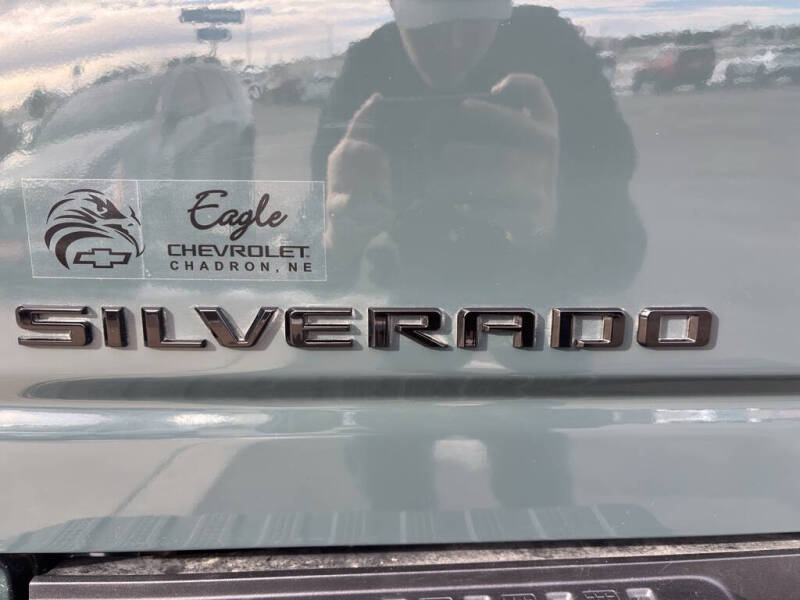 Eagle
CHEVROLET
CHADRON, NE
SILVERADO